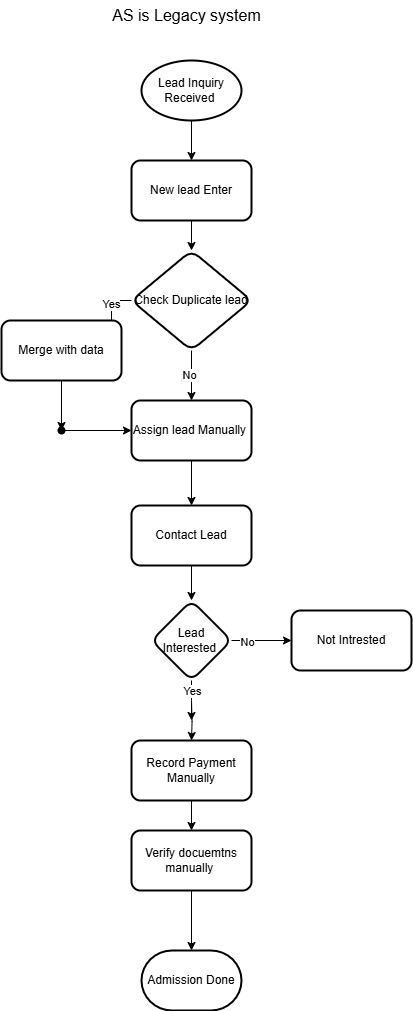 AS is Legacy system
Lead Inquiry
Received
New lead Enter
Check Duplicate lead
Yes
Merge with data
No
Assign lead Manually
Contact Lead
Lead
Interested
No
Not Intrested
Yes
Record Payment
Manually
Verify docuemtns
manually
Admission Done